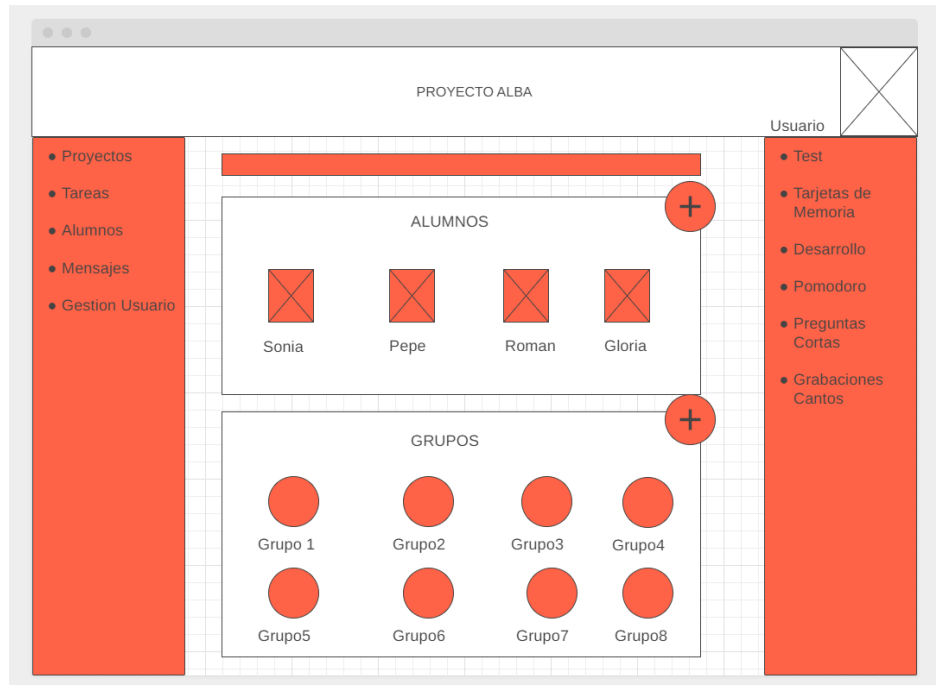 PROYECTO ALBA
Usuario
Proyectos
Tareas
Alumnos
Mensajes
Gestion Usuario
ALUMNOS
+
Sonia
Pepe
Roman
Gloria
GRUPOS
+
Grupo 1
Grupo2
Grupo3
Grupo4
Grupo5
Grupo6
Grupo7
Grupo8
Test
Tarjetas de
Memoria
Desarrollo
Pomodoro
Preguntas
Cortas
Grabaciones
Cantos